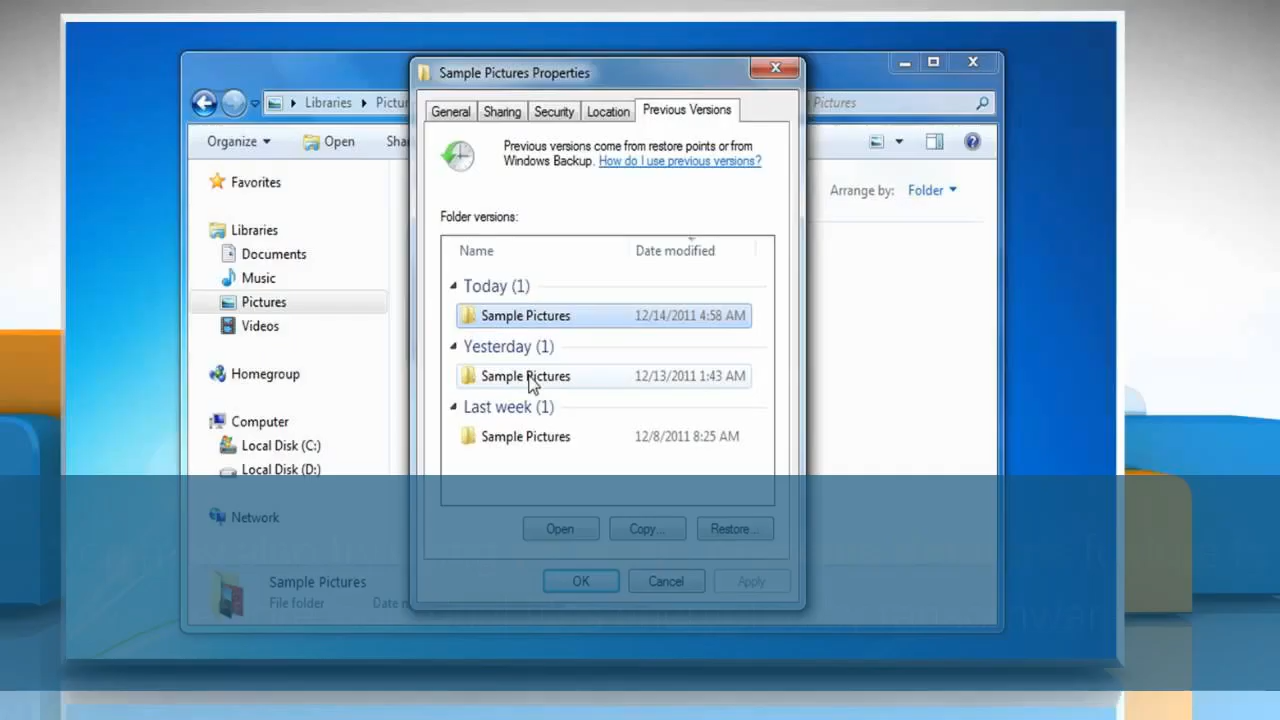 Sample Pictures Properties
Libraries
Pictur
Pictures
General
Sharing
Security
Location
Previous Versions
Organize
Open
Sha
Previous versions come from restore points or from
Windows Backup. How do I use previous versions?
Favorites
Arrange by:
Folder
Folder versions:
Libraries
Documents
Music
Pictures
Videos
Name
Date modified
Today (1)
Sample Pictures
12/14/2011 4:58 AM
Yesterday (1)
Sample Pictures
12/13/2011 1:43 AM
Last week (1)
Sample Pictures
12/8/2011 8:25 AM
Homegroup
Computer
Local Disk (C:)
Local Disk (D:)
Network
Open
Copy...
Restore...
Sample Pictures
File folder
Date n
OK
Cancel
Apply